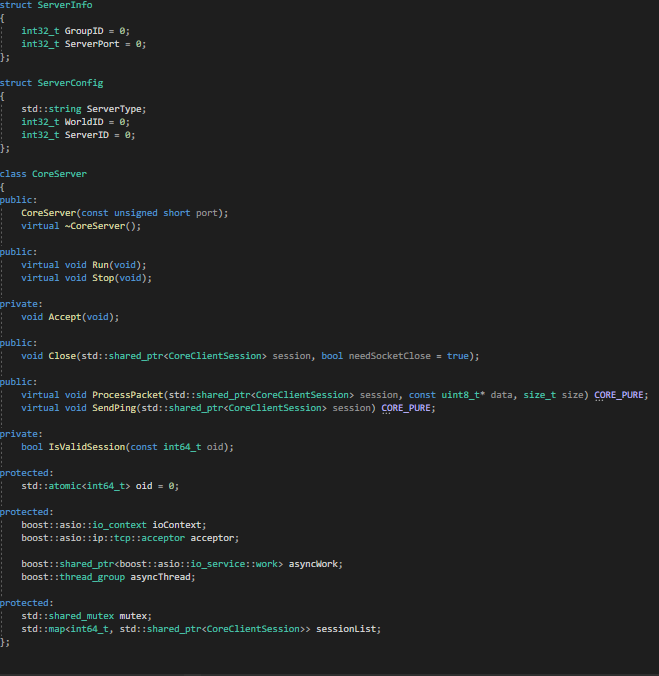 struct ServerInfo
{
    int32_t GroupID = 0;
    int32_t ServerPort = 0;
};

struct ServerConfig
{
    std::string ServerType;
    int32_t WorldID = 0;
    int32_t ServerID = 0;
};

class CoreServer
{
public:
    CoreServer(const unsigned short port);
    virtual ~CoreServer();

public:
    virtual void Run(void);
    virtual void Stop(void);

private:
    void Accept(void);

public:
    void Close(std::shared_ptr<CoreClientSession> session, bool needSocketClose = true);

public:
    virtual void ProcessPacket(std::shared_ptr<CoreClientSession> session, const uint8_t* data, size_t size) CORE_PURE;
    virtual void SendPing(std::shared_ptr<CoreClientSession> session) CORE_PURE;

private:
    bool IsValidSession(const int64_t oid);

protected:
    std::atomic<int64_t> oid = 0;

protected:
    boost::asio::io_context ioContext;
    boost::asio::ip::tcp::acceptor acceptor;

    boost::shared_ptr<boost::asio::io_service::work> asyncWork;
    boost::thread_group asyncThread;

protected:
    std::shared_mutex mutex;
    std::map<int64_t, std::shared_ptr<CoreClientSession>> sessionList;
};